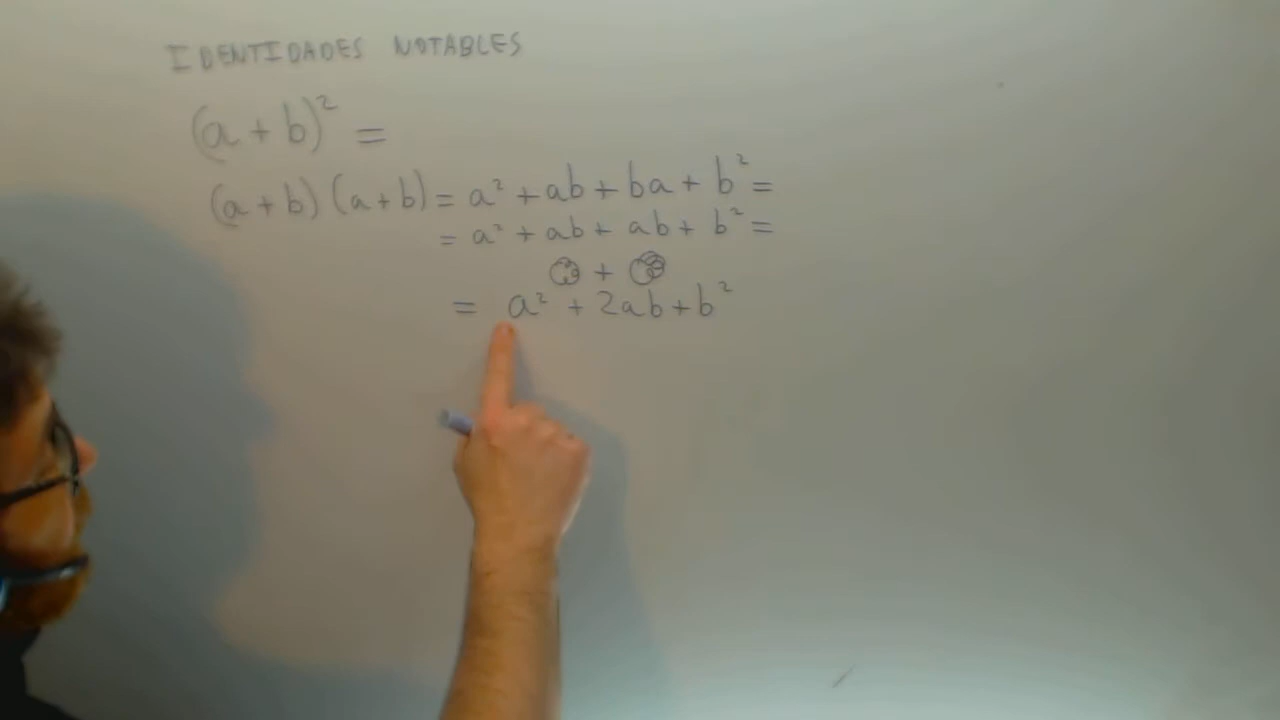 IDENTIDADES NOTABLES
(a + b)² =
(a + b) (a + b) = a² + ab + ba + b² =
= a² + ab + ab + b² =
+
= a² + 2ab + b²